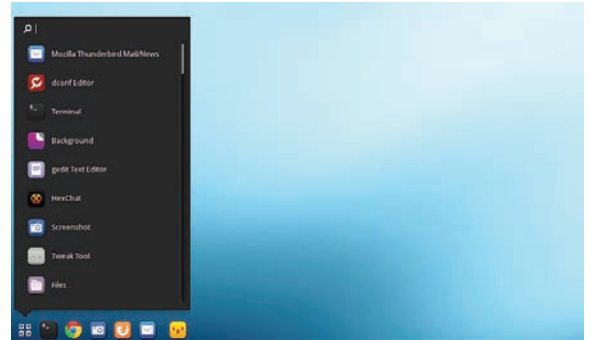 Mozilla Thunderbird Mail/News
dconf Editor
Terminal
Background
gedit Text Editor
HexChat
Screenshot
Tweak Tool
Files